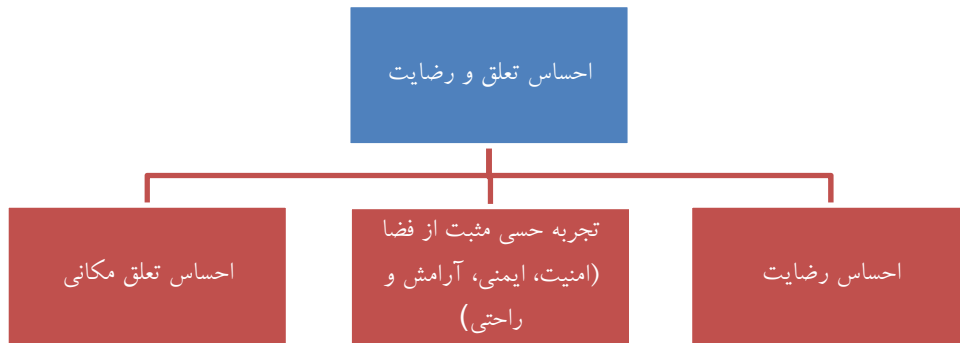 احساس تعلق و رضایت
احساس رضایت
تجربه حسی مثبت از فضا
(امنیت، ایمنی، آرامش و
راحتی)
احساس تعلق مکانی